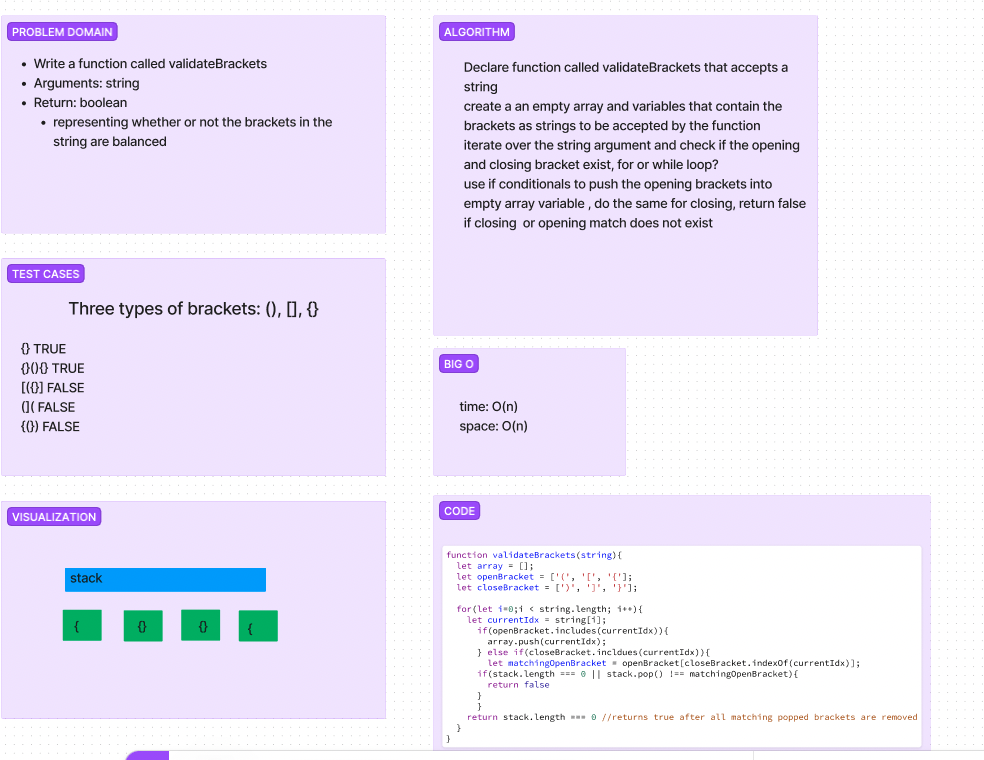 PROBLEM DOMAIN
• Write a function called validateBrackets
• Arguments: string
• Return: boolean
• representing whether or not the brackets in the
string are balanced
TEST CASES
Three types of brackets: (), [], {}
{} TRUE
{}(){} TRUE
[({}] FALSE
(]( FALSE
{(}) FALSE
VISUALIZATION
stack
{ {} {} {
ALGORITHM
Declare function called validateBrackets that accepts a
string
create a an empty array and variables that contain the
brackets as strings to be accepted by the function
iterate over the string argument and check if the opening
and closing bracket exist, for or while loop?
use if conditionals to push the opening brackets into
empty array variable , do the same for closing, return false
if closing  or opening match does not exist
BIG O
time: O(n)
space: O(n)
CODE
function validateBrackets(string){
  let array = [];
  let openBracket = ['(', '[', '{'];
  let closeBracket = [')', ']', '}'];
  for(let i=0;i < string.length; i++){
    let currentIdx = string[i];
      if(openBracket.includes(currentIdx)){
        array.push(currentIdx);
      } else if(closeBracket.incldues(currentIdx)){
        let matchingOpenBracket = openBracket[closeBracket.indexOf(currentIdx)];
      if(stack.length === 0 || stack.pop() !== matchingOpenBracket){
        return false
      }
      }
    return stack.length === 0 //returns true after all matching popped brackets are removed
  }
}